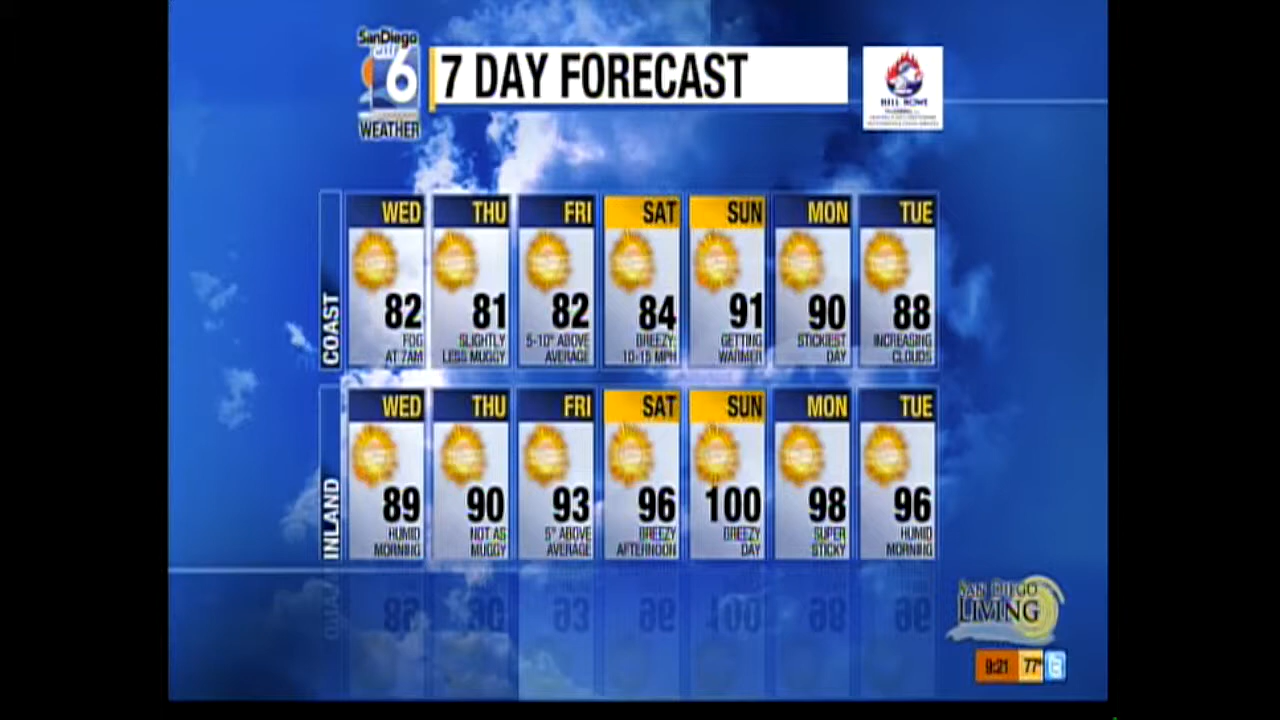 SanDiego
6
WEATHER
7 DAY FORECAST
BILL HOWE
COAST
WED THU FRI SAT SUN MON TUE
82 81 82 84 91 90 88
FOG SLIGHTLY 5-10° ABOVE BREEZY: GETTING STICKIEST INCREASING
AT 7AM LESS MUGGY AVERAGE 10-15 MPH WARMER DAY CLOUDS
INLAND
WED THU FRI SAT SUN MON TUE
89 90 93 96 100 98 96
HUMID NOT AS 5° ABOVE BREEZY BREEZY SUPER HUMID
MORNING MUGGY AVERAGE AFTERNOON DAY STICKY MORNING
SAN DIEGO
LIVING
9:21 77°